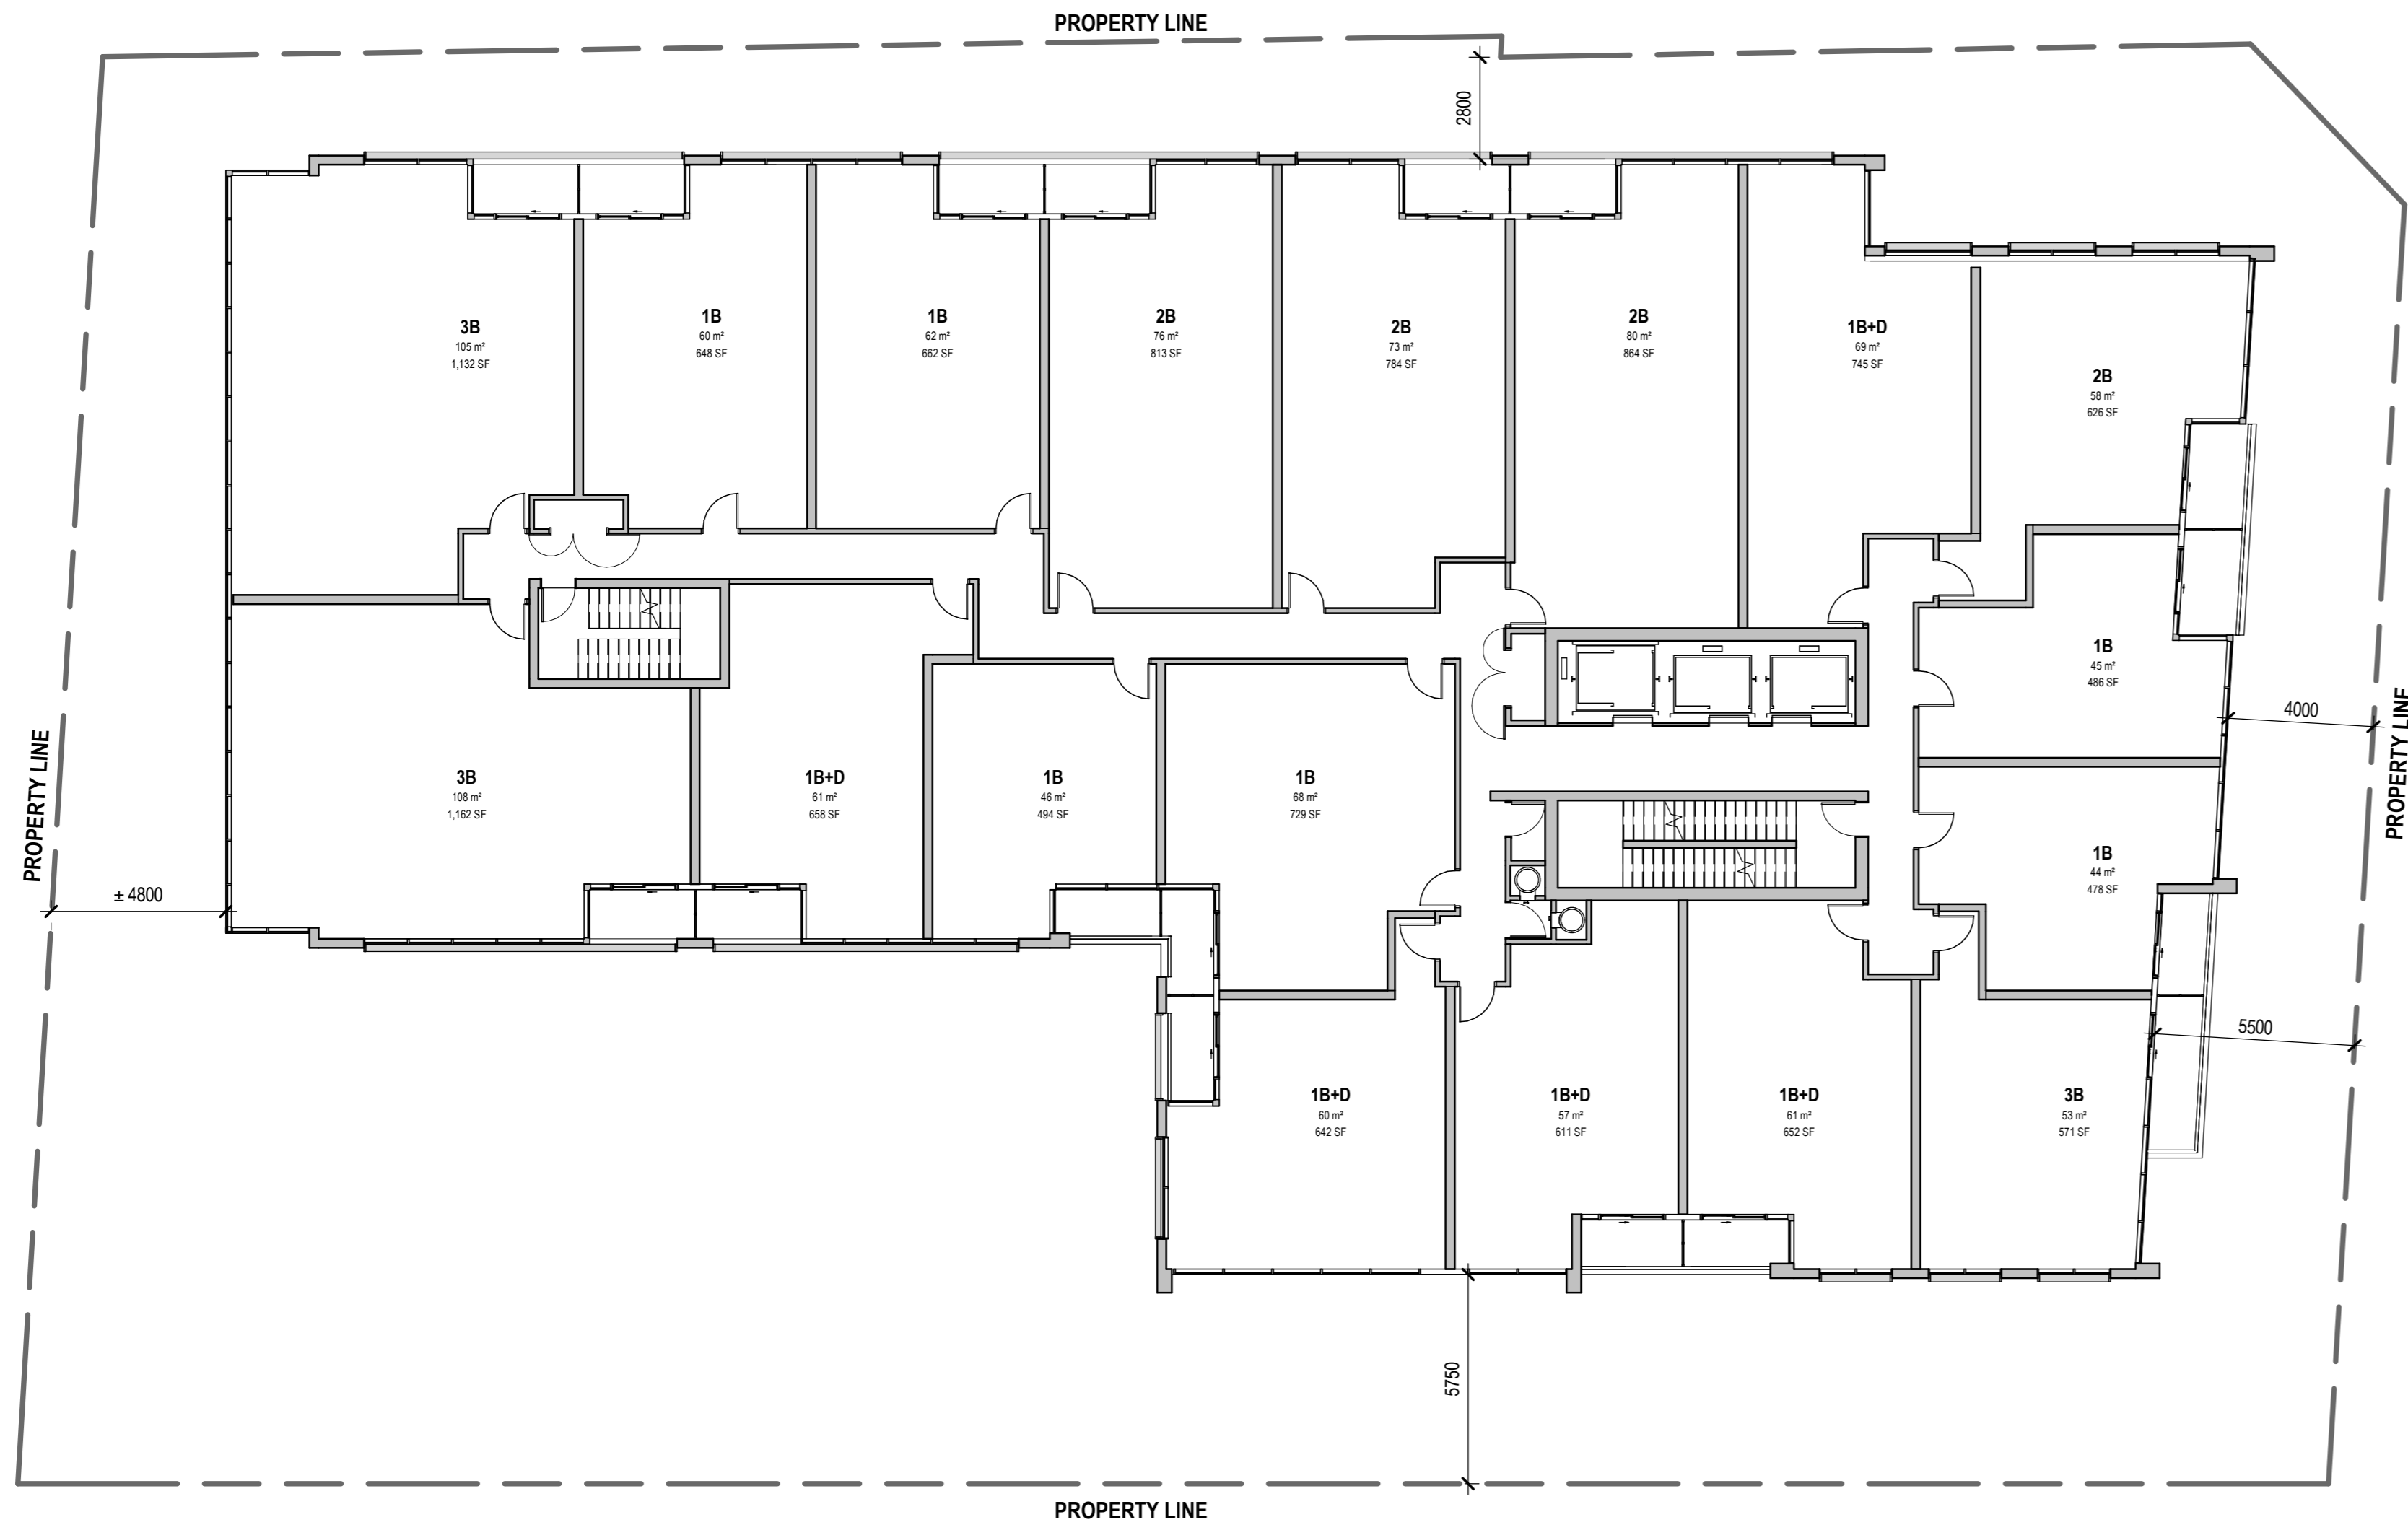 PROPERTY LINE
2800
3B
105 m²
1,132 SF
1B
60 m²
648 SF
1B
62 m²
662 SF
2B
76 m²
813 SF
2B
73 m²
784 SF
2B
80 m²
864 SF
1B+D
69 m²
745 SF
2B
58 m²
626 SF
1B
45 m²
486 SF
4000
PROPERTY LINE
PROPERTY LINE
± 4800
3B
108 m²
1,162 SF
1B+D
61 m²
658 SF
1B
46 m²
494 SF
1B
68 m²
729 SF
1B
44 m²
478 SF
5500
1B+D
60 m²
642 SF
1B+D
57 m²
611 SF
1B+D
61 m²
652 SF
3B
53 m²
571 SF
5750
PROPERTY LINE